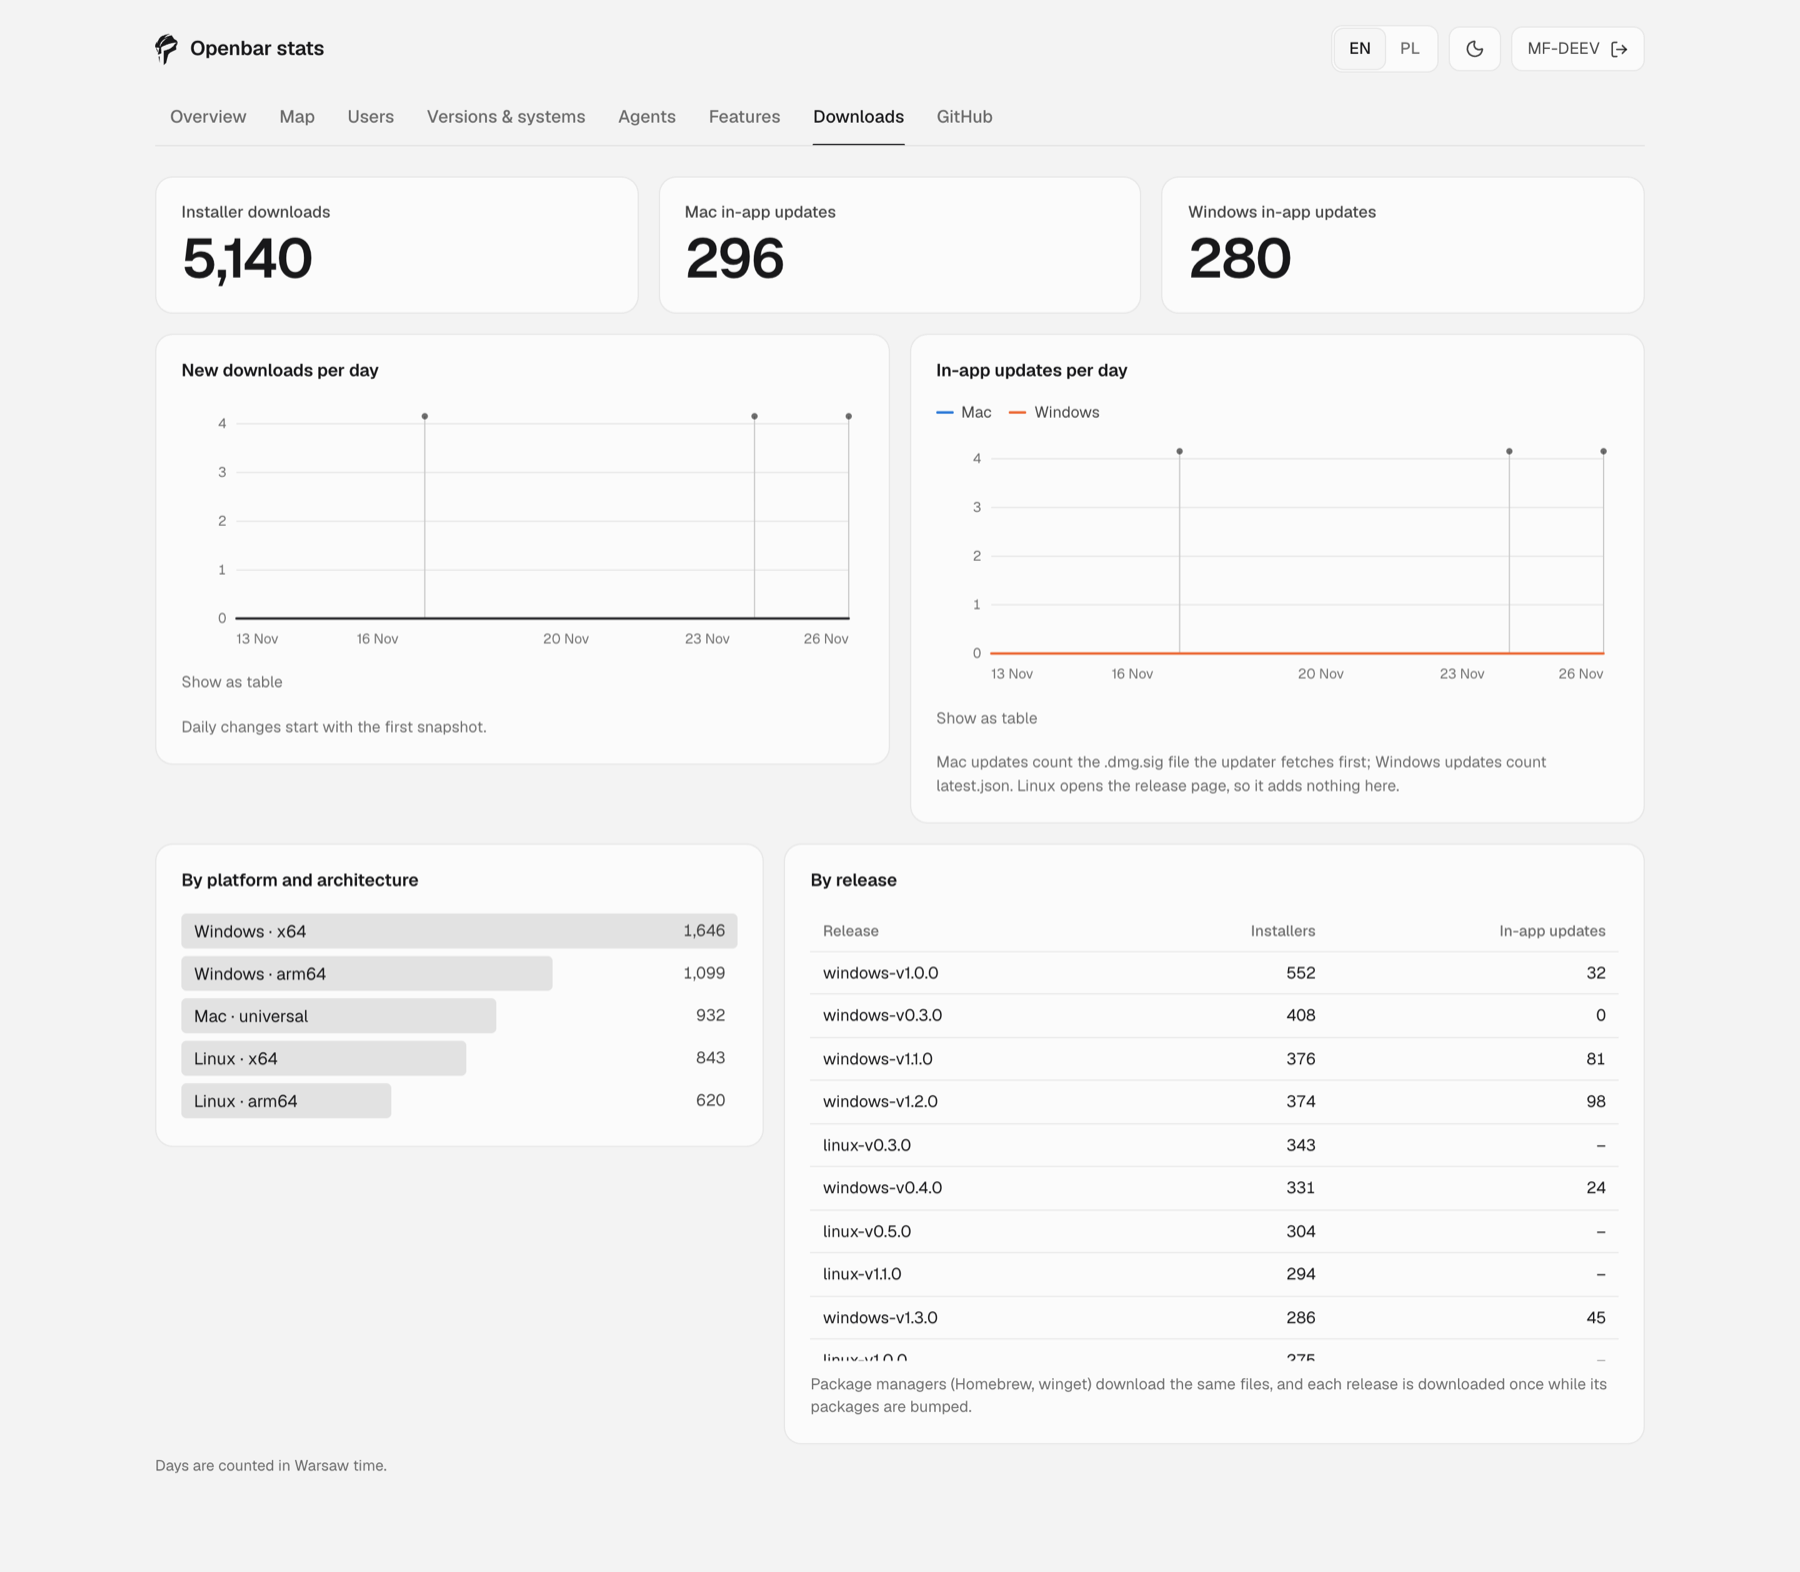 Openbar stats
EN PL
MF-DEEV
Overview Map Users Versions & systems Agents Features Downloads GitHub
Installer downloads
5,140
Mac in-app updates
296
Windows in-app updates
280
New downloads per day
4
3
2
1
0
13 Nov 16 Nov 20 Nov 23 Nov 26 Nov
Show as table
Daily changes start with the first snapshot.
In-app updates per day
Mac Windows
4
3
2
1
0
13 Nov 16 Nov 20 Nov 23 Nov 26 Nov
Show as table
Mac updates count the .dmg.sig file the updater fetches first; Windows updates count
latest.json. Linux opens the release page, so it adds nothing here.
By platform and architecture
Windows · x64 1,646
Windows · arm64 1,099
Mac · universal 932
Linux · x64 843
Linux · arm64 620
By release
Release Installers In-app updates
windows-v1.0.0 552 32
windows-v0.3.0 408 0
windows-v1.1.0 376 81
windows-v1.2.0 374 98
linux-v0.3.0 343 –
windows-v0.4.0 331 24
linux-v0.5.0 304 –
linux-v1.1.0 294 –
windows-v1.3.0 286 45
linux-v1.0.0 275 –
Package managers (Homebrew, winget) download the same files, and each release is downloaded once while its
packages are bumped.
Days are counted in Warsaw time.